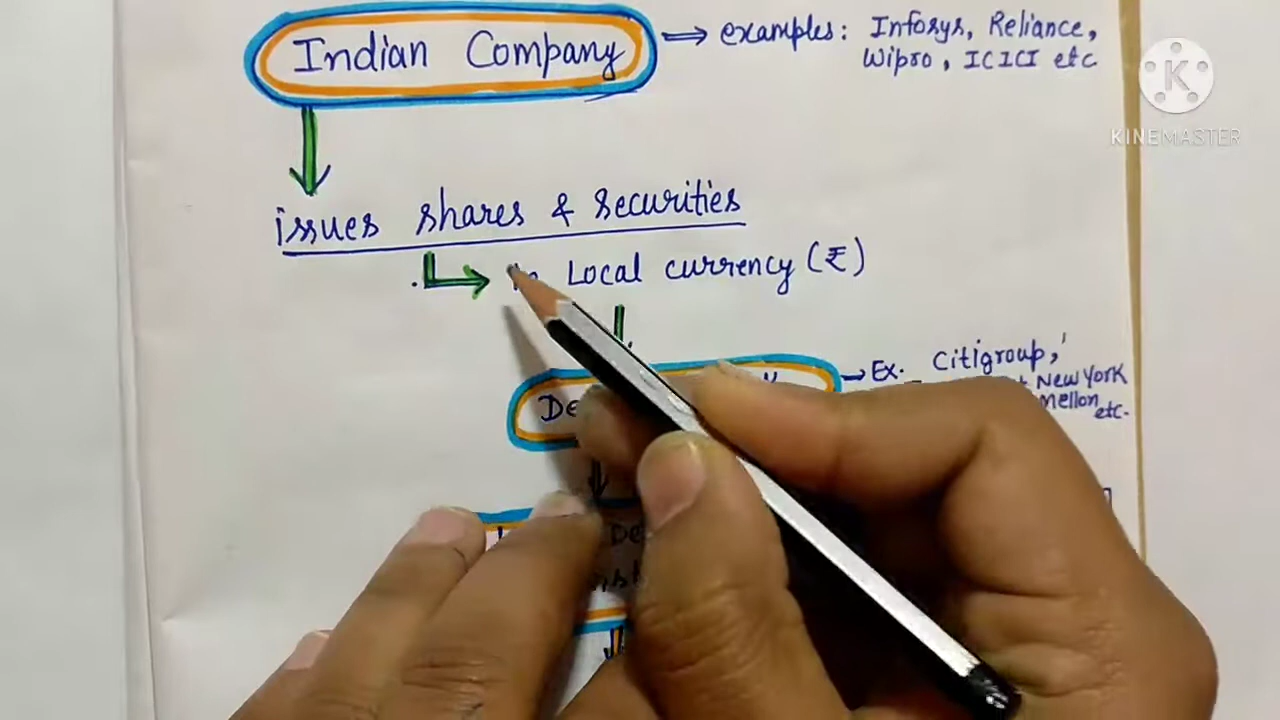 Indian Company
examples: Infosys, Reliance,
Wipro, ICICI etc
K
KINEMASTER
issues shares & securities
Local currency (₹)
Ex. Citigroup,
New York
Mellon
etc.